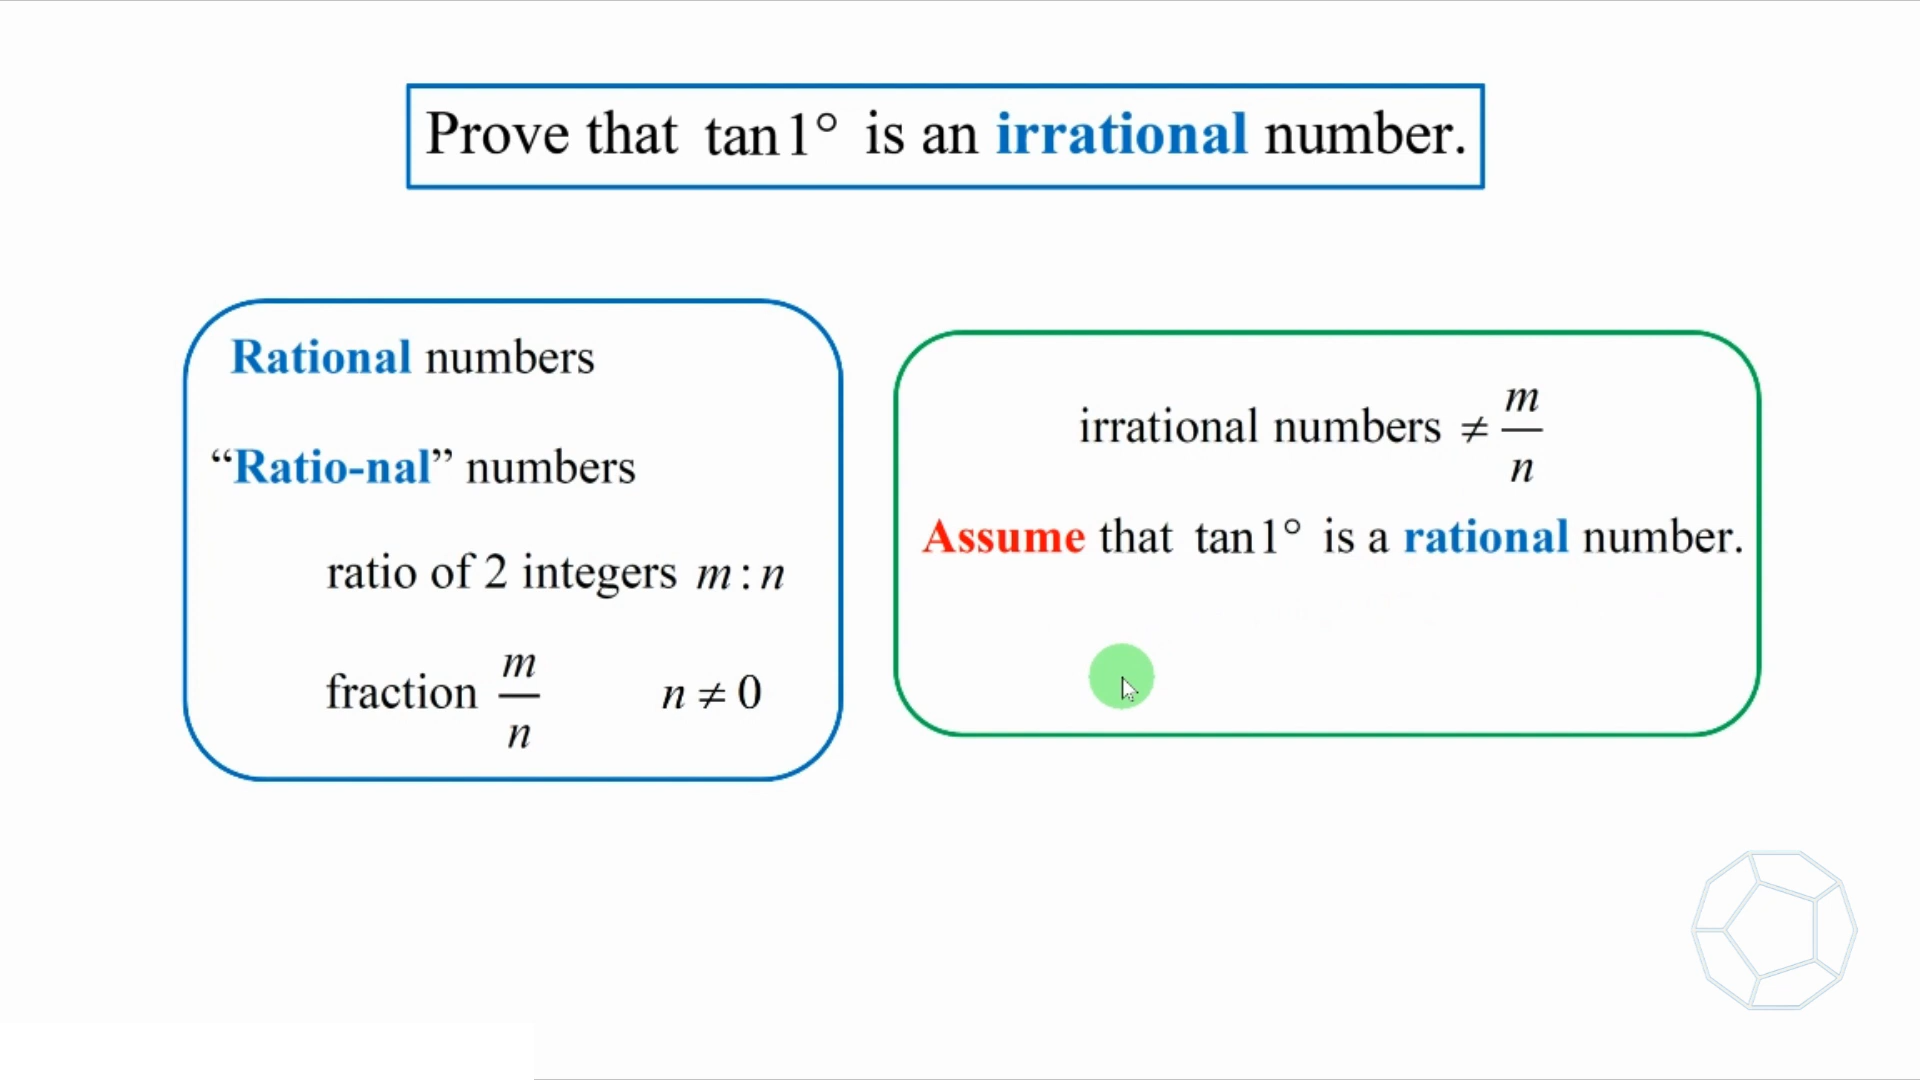 Prove that tan 1° is an irrational number.
Rational numbers
“Ratio-nal” numbers
ratio of 2 integers m : n
fraction m/n n ≠ 0
irrational numbers ≠ m/n
Assume that tan 1° is a rational number.